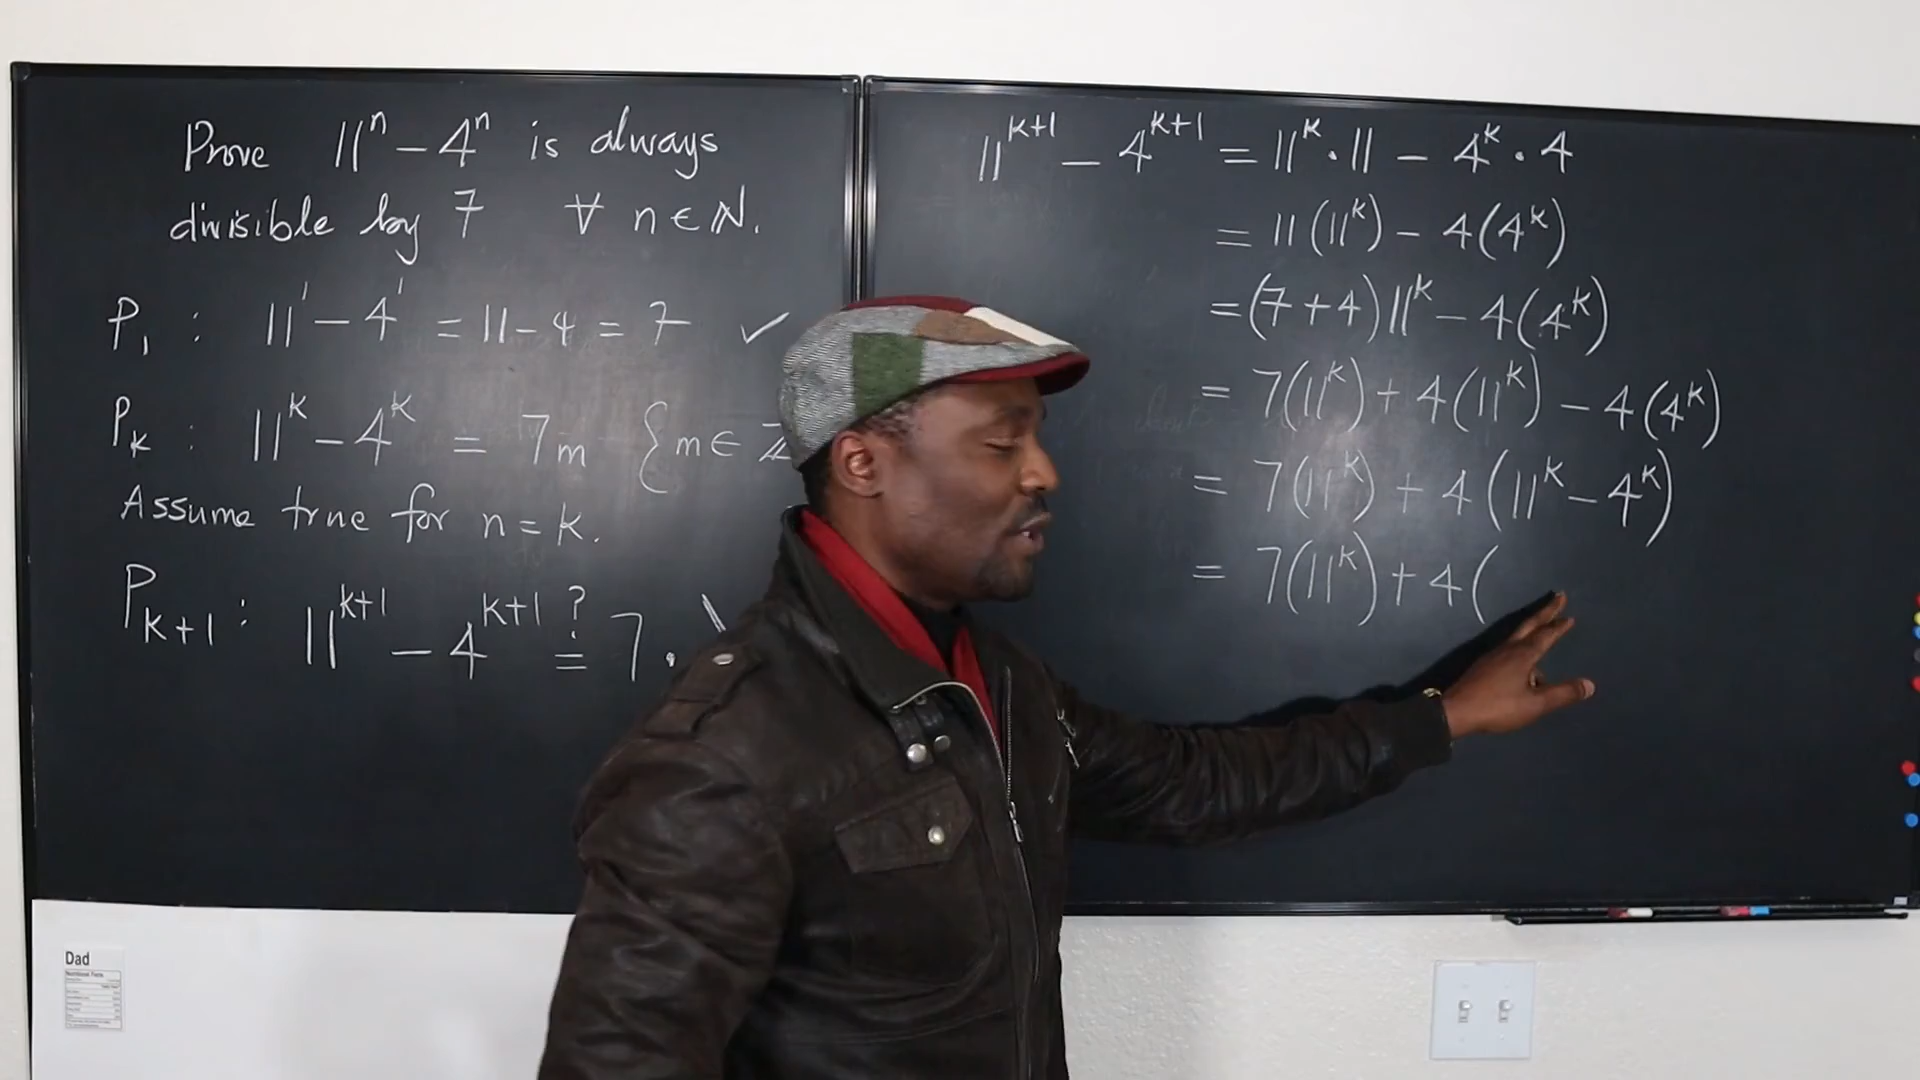 Prove 11ⁿ − 4ⁿ is always
divisible by 7 ∀ n ∈ ℕ.
P₁ : 11¹ − 4¹ = 11 − 4 = 7 ✓
Pₖ : 11ᵏ − 4ᵏ = 7m {m ∈ ℤ
Assume true for n = k.
Pₖ₊₁ : 11ᵏ⁺¹ − 4ᵏ⁺¹ ≟ 7 ·
11ᵏ⁺¹ − 4ᵏ⁺¹ = 11ᵏ · 11 − 4ᵏ · 4
= 11(11ᵏ) − 4(4ᵏ)
= (7 + 4)11ᵏ − 4(4ᵏ)
= 7(11ᵏ) + 4(11ᵏ) − 4(4ᵏ)
= 7(11ᵏ) + 4(11ᵏ − 4ᵏ)
= 7(11ᵏ) + 4(
Dad